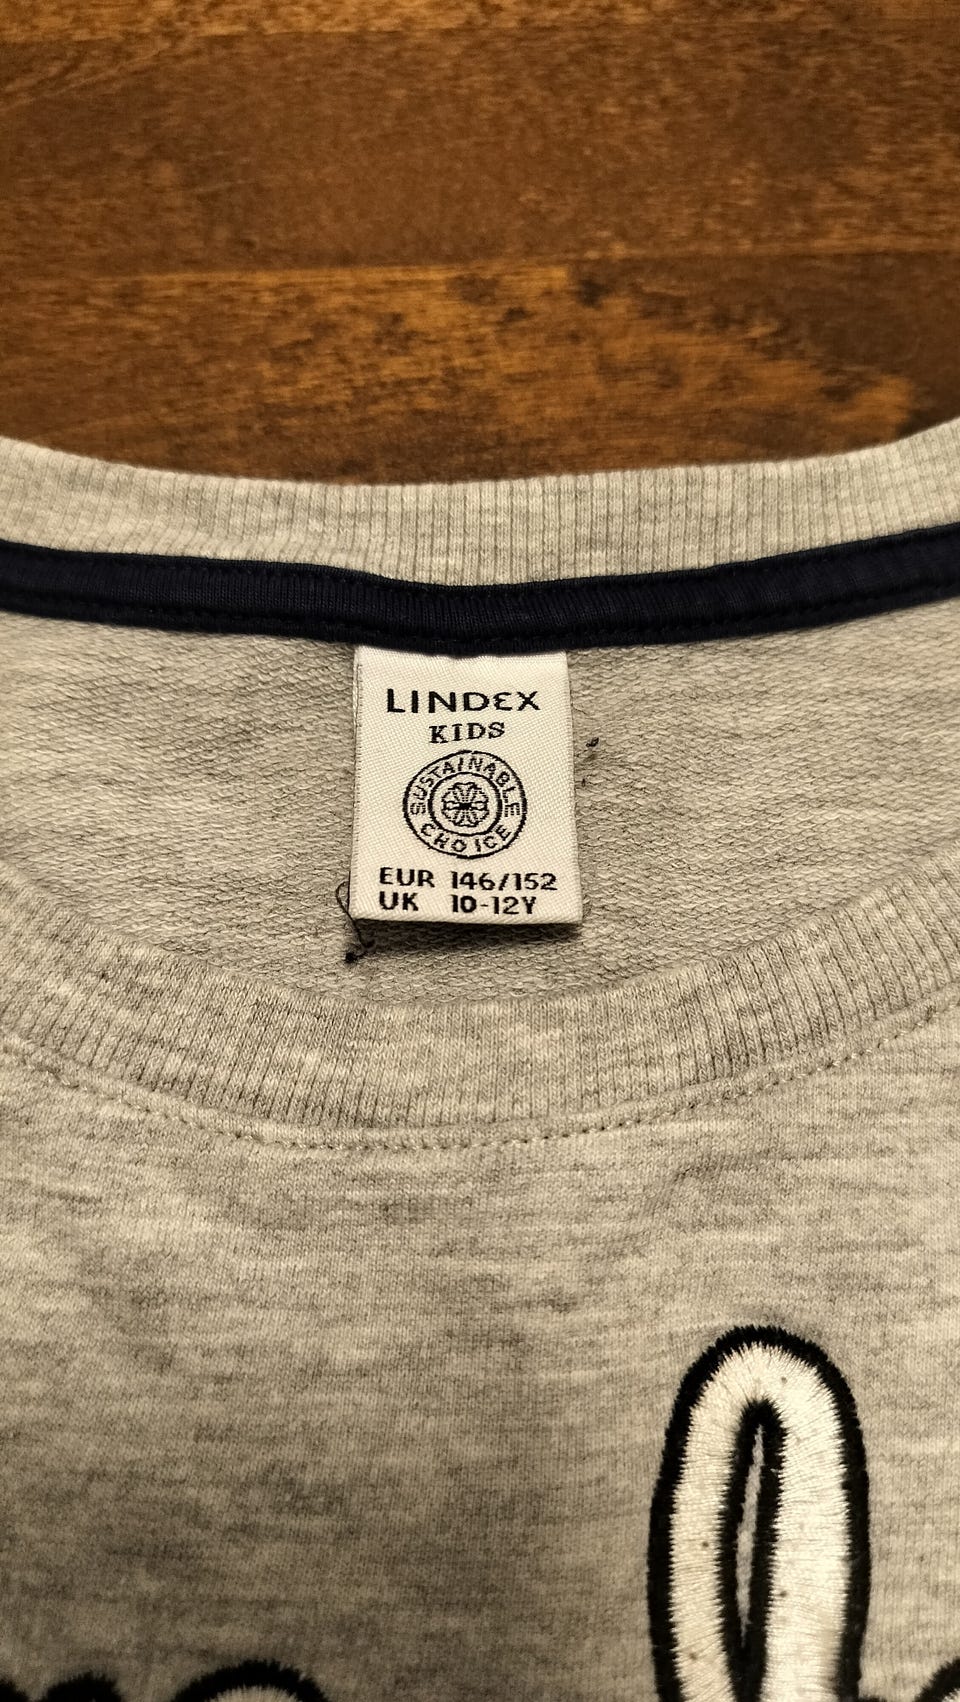 LINDEX
KIDS
SUSTAINABLE
CHOICE
EUR 146/152
UK 10-12Y